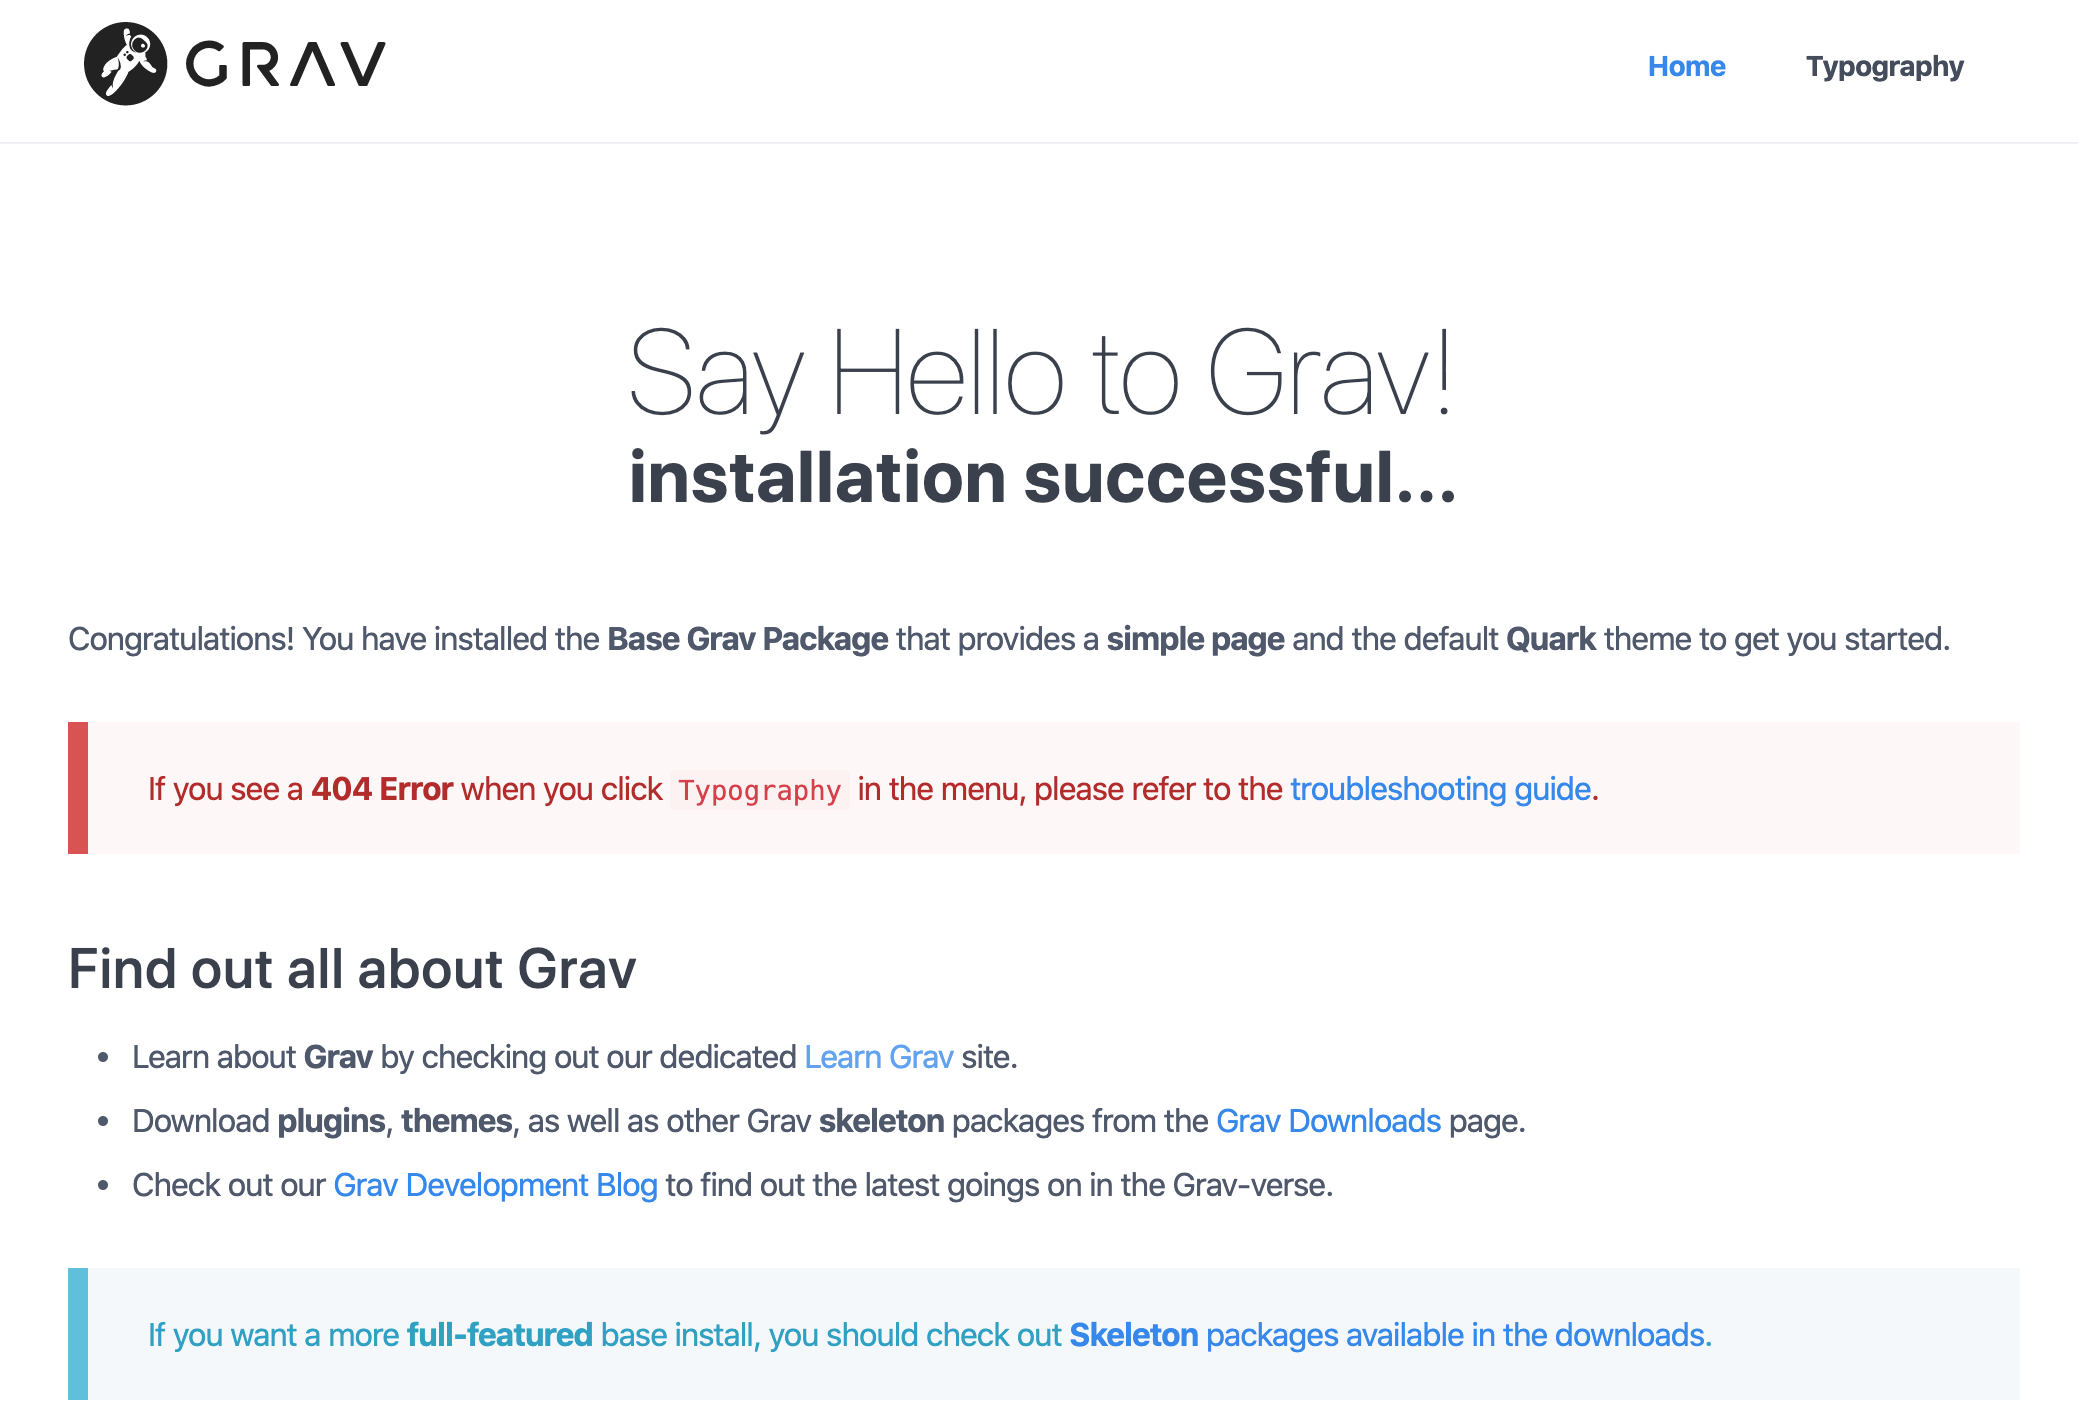 GRAV
Home Typography
Say Hello to Grav!
installation successful...
Congratulations! You have installed the Base Grav Package that provides a simple page and the default Quark theme to get you started.
If you see a 404 Error when you click Typography in the menu, please refer to the troubleshooting guide.
Find out all about Grav
• Learn about Grav by checking out our dedicated Learn Grav site.
• Download plugins, themes, as well as other Grav skeleton packages from the Grav Downloads page.
• Check out our Grav Development Blog to find out the latest goings on in the Grav-verse.
If you want a more full-featured base install, you should check out Skeleton packages available in the downloads.